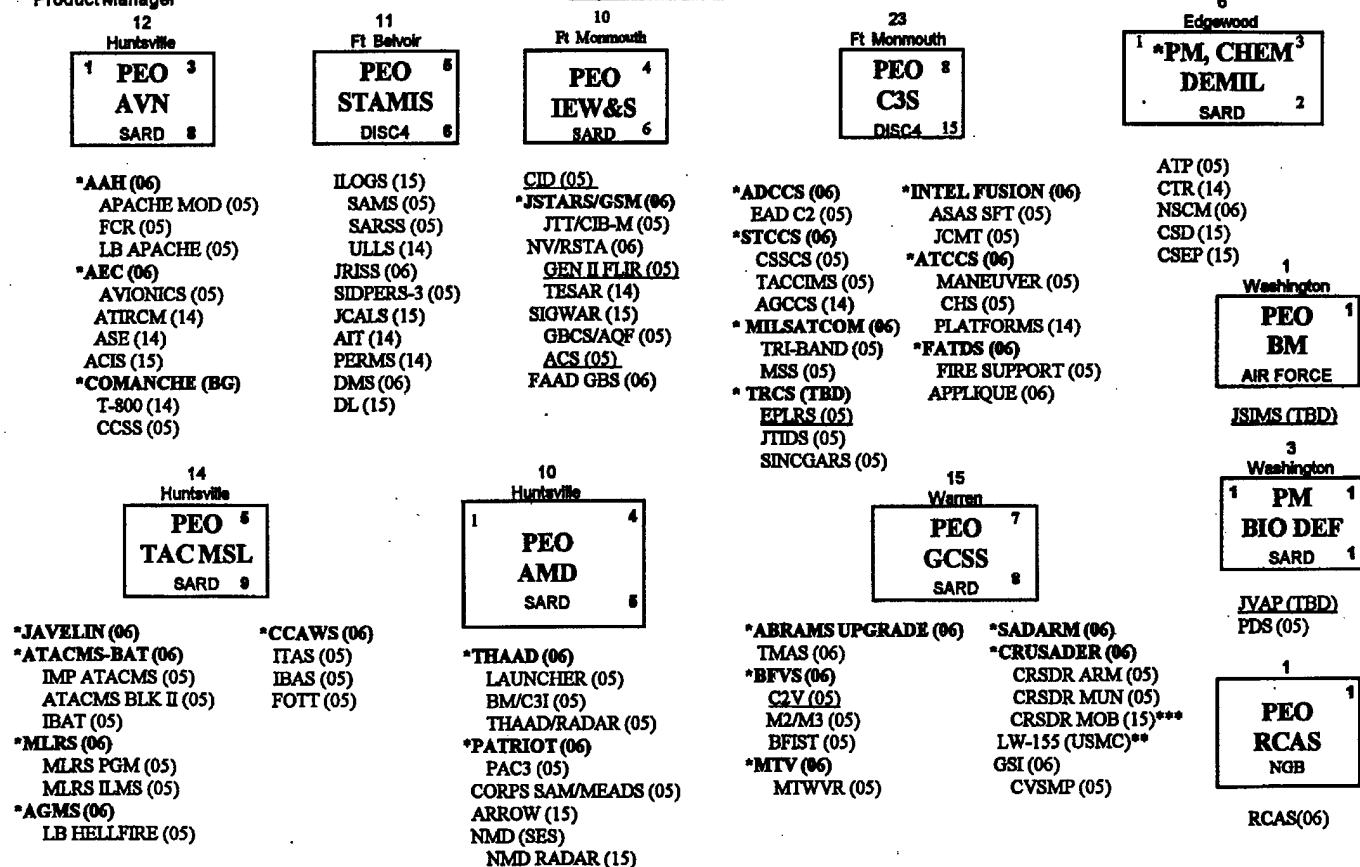 Product Manager
12
Huntsville
1 PEO 3
AVN
SARD 8
*AAH (06)
APACHE MOD (05)
FCR (05)
LB APACHE (05)
*AEC (06)
AVIONICS (05)
ATIRCM (14)
ASE (14)
ACIS (15)
*COMANCHE (BG)
T-800 (14)
CCSS (05)
11
Ft Belvoir
PEO 5
STAMIS
DISC4 6
ILOGS (15)
SAMS (05)
SARSS (05)
ULLS (14)
JRISS (06)
SIDPERS-3 (05)
JCALS (15)
AIT (14)
PERMS (14)
DMS (06)
DL (15)
10
Ft Monmouth
PEO 4
IEW&S
SARD 6
CID (05)
*JSTARS/GSM (06)
JTT/CIB-M (05)
NV/RSTA (06)
GEN II FLIR (05)
TESAR (14)
SIGWAR (15)
GBCS/AQF (05)
ACS (05)
FAAD GBS (06)
23
Ft Monmouth
PEO 8
C3S
DISC4 15
*ADCCS (06)
EAD C2 (05)
*STCCS (06)
CSSCS (05)
TACCIMS (05)
AGCCS (14)
* MILSATCOM (06)
TRI-BAND (05)
MSS (05)
* TRCS (TBD)
EPLRS (05)
JTIDS (05)
SINCGARS (05)
*INTEL FUSION (06)
ASAS SFT (05)
JCMT (05)
*ATCCS (06)
MANEUVER (05)
CHS (05)
PLATFORMS (14)
*FATDS (06)
FIRE SUPPORT (05)
APPLIQUE (06)
6
Edgewood
1 *PM, CHEM 3
DEMIL
SARD 2
ATP (05)
CTR (14)
NSCM (06)
CSD (15)
CSEP (15)
1
Washington
PEO 1
BM
AIR FORCE
JSIMS (TBD)
14
Huntsville
PEO 5
TACMSL
SARD 9
*JAVELIN (06)
*ATACMS-BAT (06)
IMP ATACMS (05)
ATACMS BLK II (05)
IBAT (05)
*MLRS (06)
MLRS PGM (05)
MLRS ILMS (05)
*AGMS (06)
LB HELLFIRE (05)
*CCAWS (06)
ITAS (05)
IBAS (05)
FOTT (05)
10
Huntsville
1 4
PEO
AMD
SARD 5
*THAAD (06)
LAUNCHER (05)
BM/C3I (05)
THAAD/RADAR (05)
*PATRIOT (06)
PAC3 (05)
CORPS SAM/MEADS (05)
ARROW (15)
NMD (SES)
NMD RADAR (15)
15
Warren
PEO 7
GCSS
SARD 8
*ABRAMS UPGRADE (06)
TMAS (06)
*BFVS (06)
C2V (05)
M2/M3 (05)
BFIST (05)
*MTV (06)
MTWVR (05)
*SADARM (06)
*CRUSADER (06)
CRSDR ARM (05)
CRSDR MUN (05)
CRSDR MOB (15)***
LW-155 (USMC)**
GSI (06)
CVSMP (05)
3
Washington
1 PM 1
BIO DEF
SARD 1
JVAP (TBD)
PDS (05)
1
PEO 1
RCAS
NGB
RCAS(06)